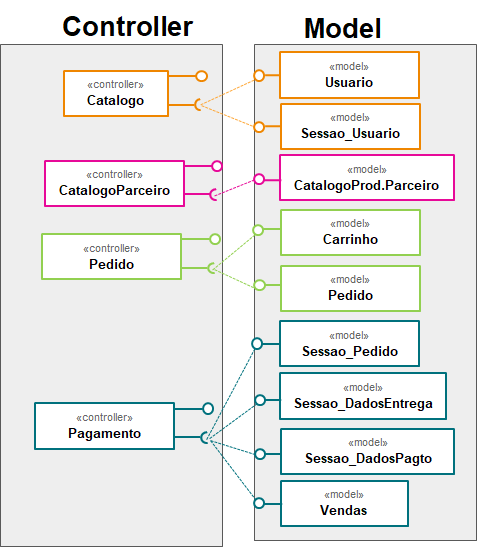 Controller
Model
«controller»
Catalogo
«controller»
CatalogoParceiro
«controller»
Pedido
«controller»
Pagamento
«model»
Usuario
«model»
Sessao_Usuario
«model»
CatalogoProd.Parceiro
«model»
Carrinho
«model»
Pedido
«model»
Sessao_Pedido
«model»
Sessao_DadosEntrega
«model»
Sessao_DadosPagto
«model»
Vendas